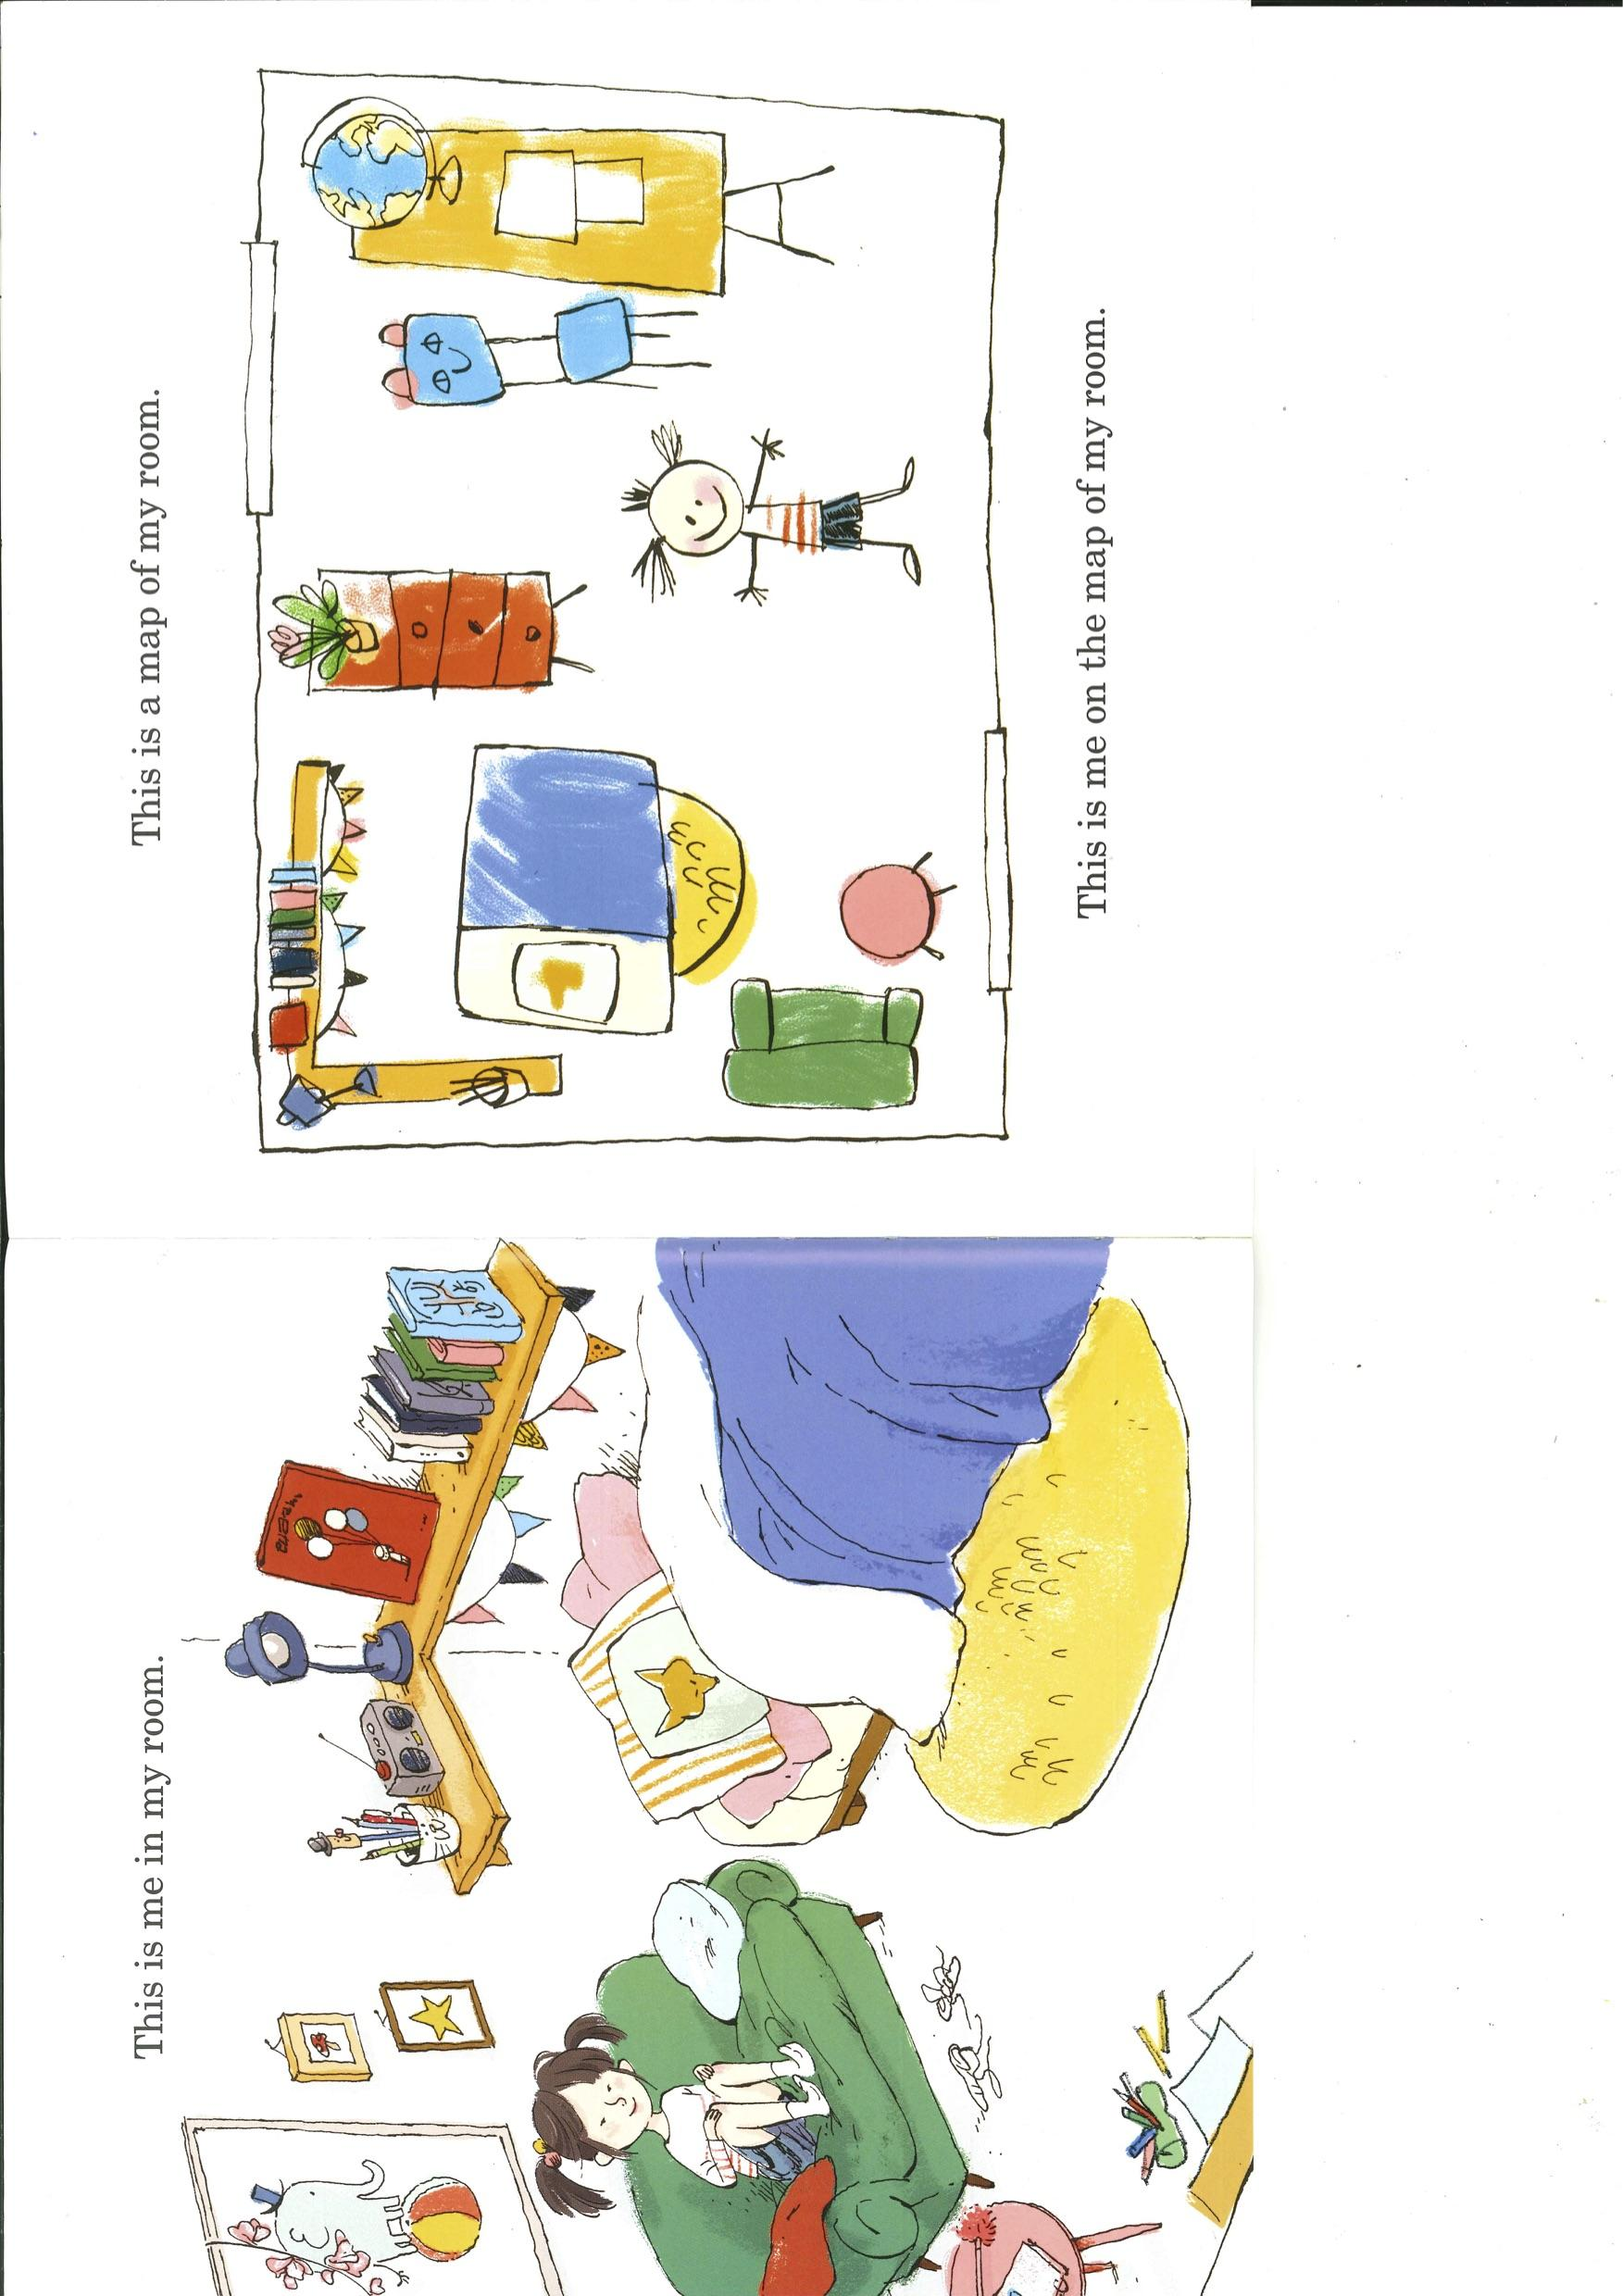 This is me in my room.
This is a map of my room.
This is me on the map of my room.